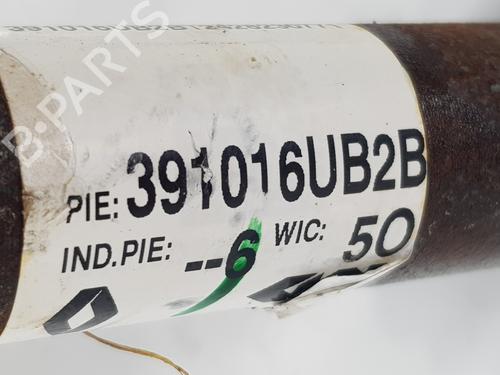 B-PARTS
PIE: 391016UB2B
IND.PIE: --6 WIC: 50